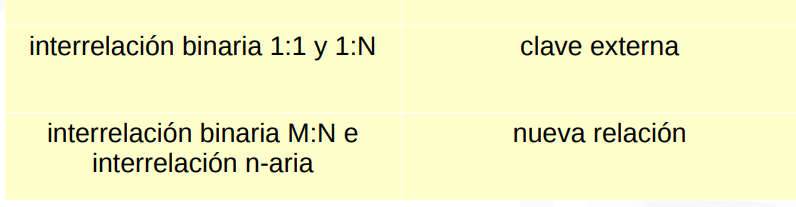 interrelación binaria 1:1 y 1:N
clave externa
interrelación binaria M:N e
interrelación n-aria
nueva relación